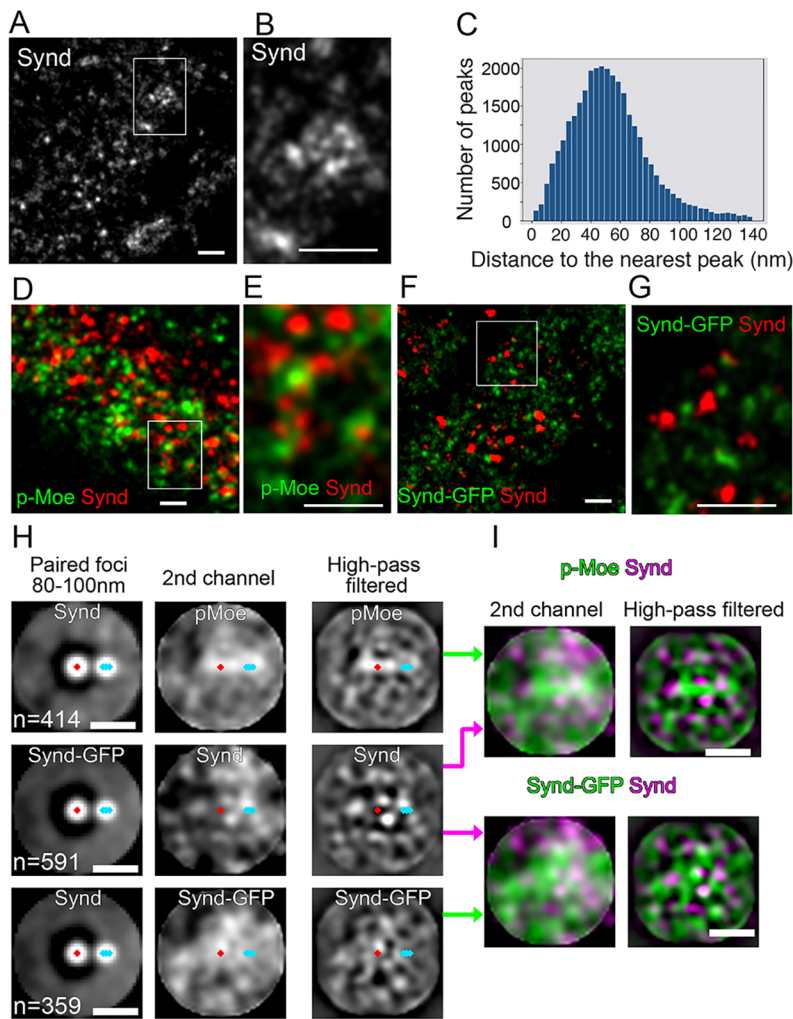 A
Synd
B
Synd
C
Number of peaks
2000
1500
1000
500
0
0 20 40 60 80 100 120 140
Distance to the nearest peak (nm)
D
p-Moe Synd
E
p-Moe Synd
F
Synd-GFP Synd
G
Synd-GFP Synd
H
Paired foci
80-100nm
2nd channel
High-pass
filtered
Synd
pMoe
pMoe
n=414
Synd-GFP
Synd
Synd
n=591
Synd
Synd-GFP
Synd-GFP
n=359
I
p-Moe Synd
2nd channel
High-pass filtered
Synd-GFP Synd